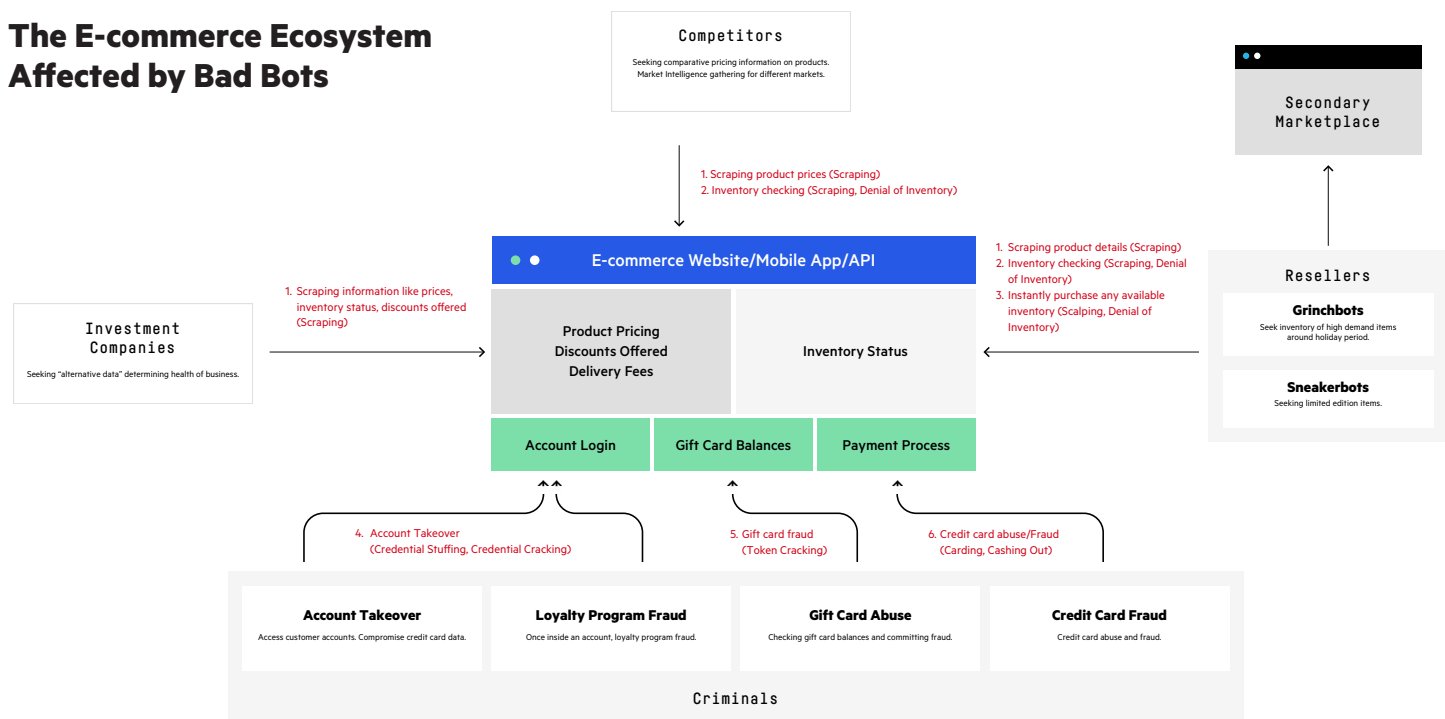 The E-commerce Ecosystem
Affected by Bad Bots
Competitors
Seeking comparative pricing information on products.
Market Intelligence gathering for different markets.
Secondary
Marketplace
1. Scraping product prices (Scraping)
2. Inventory checking (Scraping, Denial of Inventory)
E-commerce Website/Mobile App/API
1. Scraping product details (Scraping)
2. Inventory checking (Scraping, Denial
of Inventory)
3. Instantly purchase any available
inventory (Scalping, Denial of
Inventory)
Resellers
Grinchbots
Seek inventory of high demand items
around holiday period.
Sneakerbots
Seeking limited edition items.
1. Scraping information like prices,
inventory status, discounts offered
(Scraping)
Investment
Companies
Seeking “alternative data” determining health of business.
Product Pricing
Discounts Offered
Delivery Fees
Inventory Status
Account Login
Gift Card Balances
Payment Process
4. Account Takeover
(Credential Stuffing, Credential Cracking)
5. Gift card fraud
(Token Cracking)
6. Credit card abuse/Fraud
(Carding, Cashing Out)
Account Takeover
Access customer accounts. Compromise credit card data.
Loyalty Program Fraud
Once inside an account, loyalty program fraud.
Gift Card Abuse
Checking gift card balances and committing fraud.
Credit Card Fraud
Credit card abuse and fraud.
Criminals